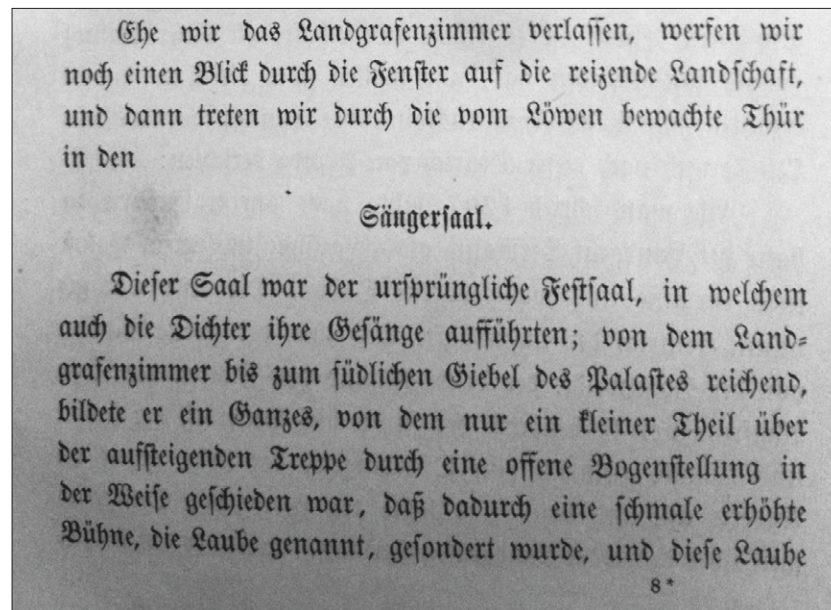 Ehe wir das Landgrafenzimmer verlassen, werfen wir
noch einen Blick durch die Fenster auf die reizende Landschaft,
und dann treten wir durch die vom Löwen bewachte Thür
in den
Sängersaal.
Dieser Saal war der ursprüngliche Festsaal, in welchem
auch die Dichter ihre Gesänge aufführten; von dem Land-
grafenzimmer bis zum südlichen Giebel des Palastes reichend,
bildete er ein Ganzes, von dem nur ein kleiner Theil über
der aufsteigenden Treppe durch eine offene Bogenstellung in
der Weise geschieden war, daß dadurch eine schmale erhöhte
Bühne, die Laube genannt, gesondert wurde, und diese Laube
8*